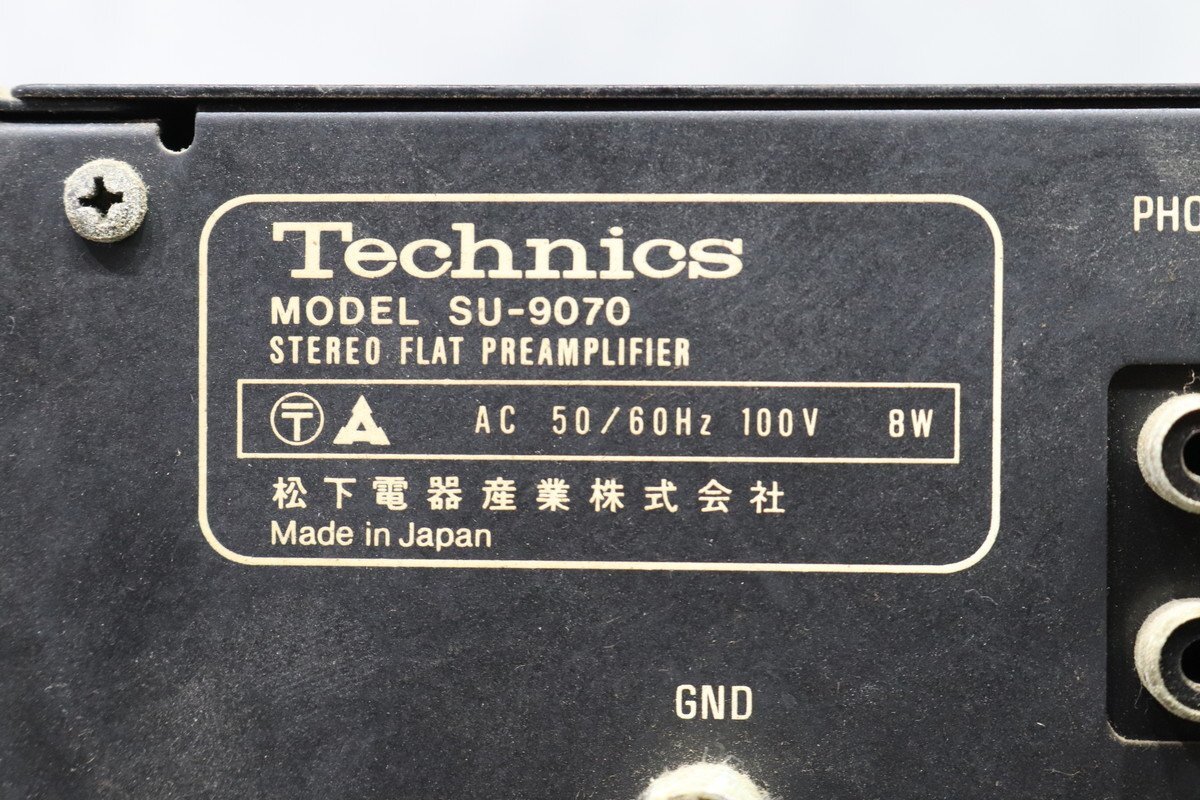 Technics
MODEL SU-9070
STEREO FLAT PREAMPLIFIER
〒 A AC 50/60Hz 100V 8W
松下電器産業株式会社
Made in Japan
PHO
GND